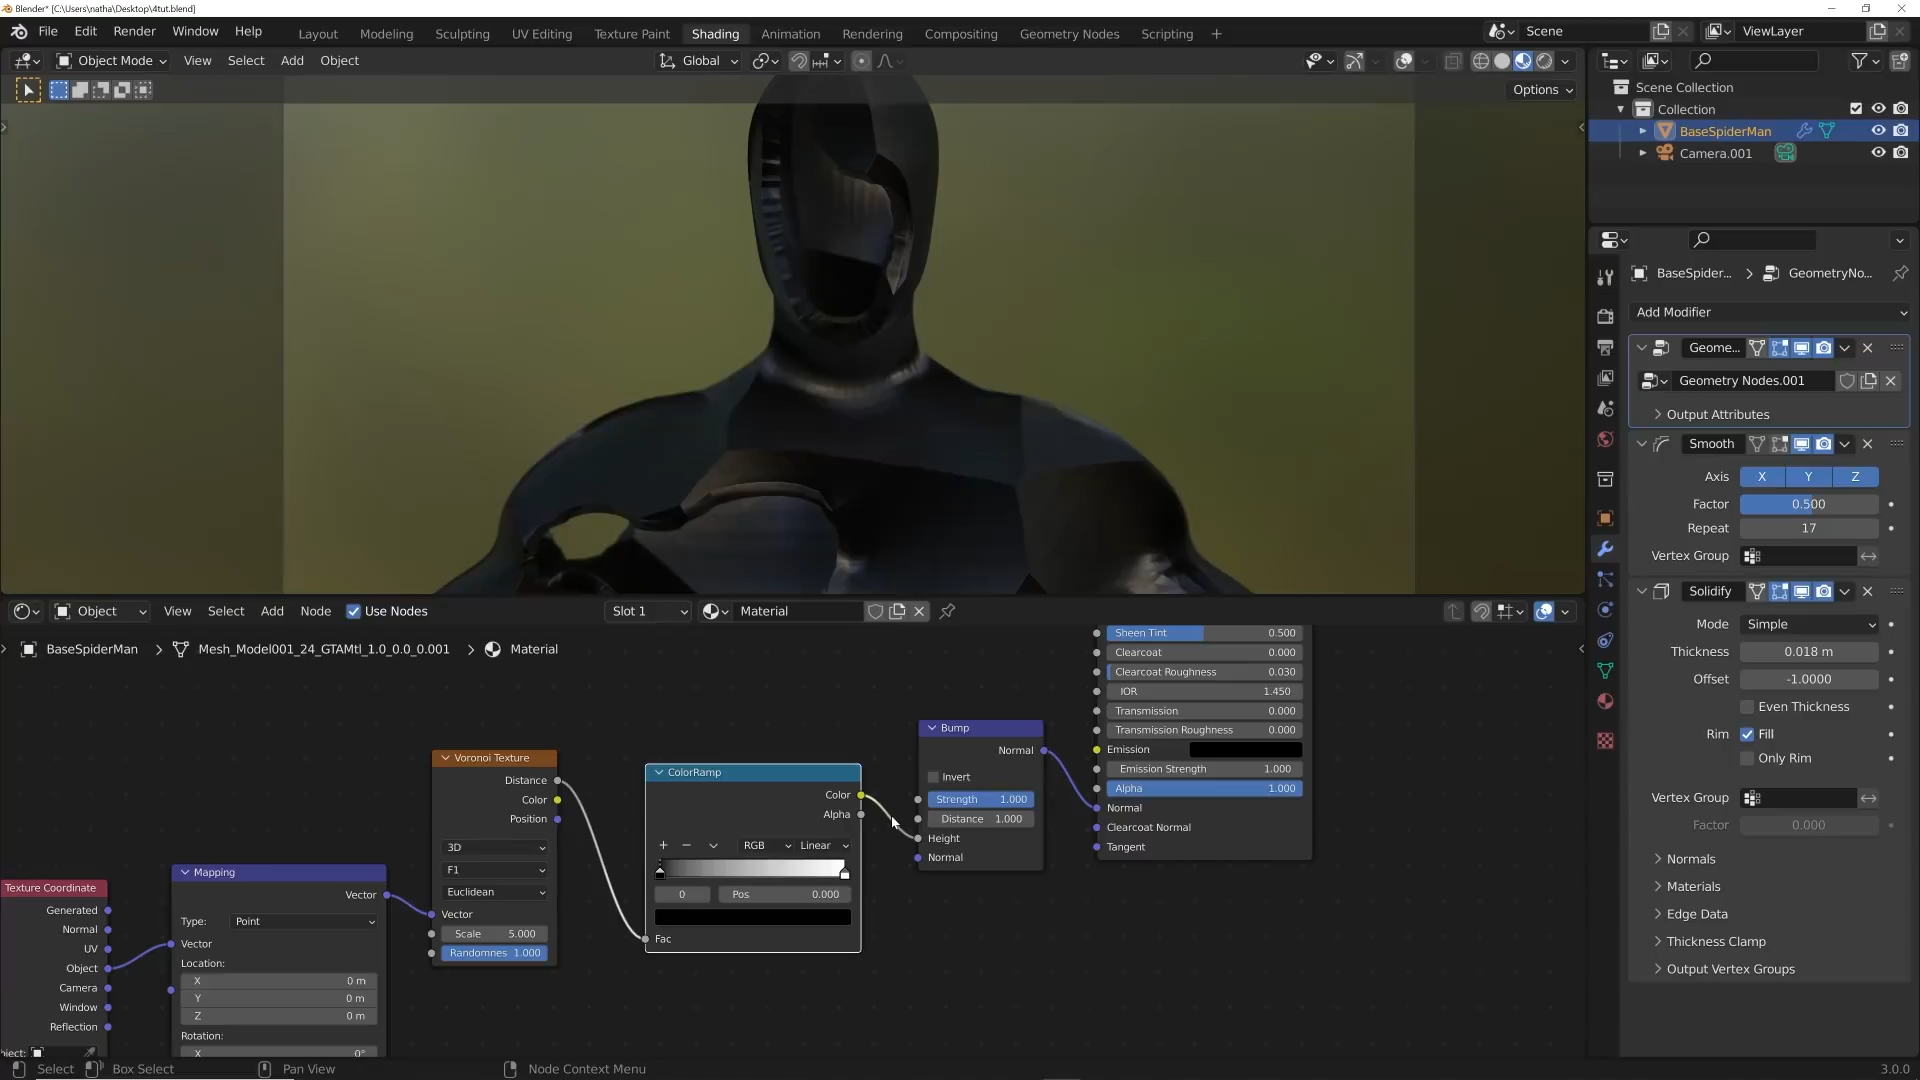 Blender* [C:\Users\natha\Desktop\4tut.blend]
File Edit Render Window Help Layout Modeling Sculpting UV Editing Texture Paint Shading Animation Rendering Compositing Geometry Nodes Scripting + Scene ViewLayer
Object Mode View Select Add Object Global
Options
Scene Collection
Collection
BaseSpiderMan
Camera.001
BaseSpider... > GeometryNo...
Add Modifier
Geome...
Geometry Nodes.001
Output Attributes
Smooth
Axis X Y Z
Factor 0.500
Repeat 17
Vertex Group
Solidify
Mode Simple
Thickness 0.018 m
Offset -1.0000
Even Thickness
Rim Fill
Only Rim
Vertex Group
Factor 0.000
Normals
Materials
Edge Data
Thickness Clamp
Output Vertex Groups
Object View Select Add Node Use Nodes Slot 1 Material
BaseSpiderMan > Mesh_Model001_24_GTAMtl_1.0_0.0_0.001 > Material
Texture Coordinate
Generated
Normal
UV
Object
Camera
Window
Reflection
bject:
Mapping
Vector
Type: Point
Vector
Location:
X 0 m
Y 0 m
Z 0 m
Rotation:
X 0°
Voronoi Texture
Distance
Color
Position
3D
F1
Euclidean
Vector
Scale 5.000
Randomnes 1.000
ColorRamp
Color
Alpha
+ − RGB Linear
0 Pos 0.000
Fac
Bump
Normal
Invert
Strength 1.000
Distance 1.000
Height
Normal
Sheen Tint 0.500
Clearcoat 0.000
Clearcoat Roughness 0.030
IOR 1.450
Transmission 0.000
Transmission Roughness 0.000
Emission
Emission Strength 1.000
Alpha 1.000
Normal
Clearcoat Normal
Tangent
Select Box Select Pan View Node Context Menu 3.0.0